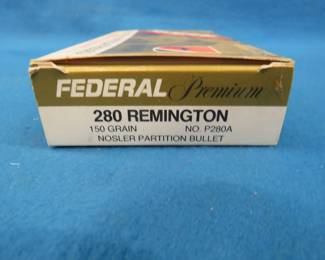 FEDERAL Premium
280 REMINGTON
150 GRAIN NO. P280A
NOSLER PARTITION BULLET